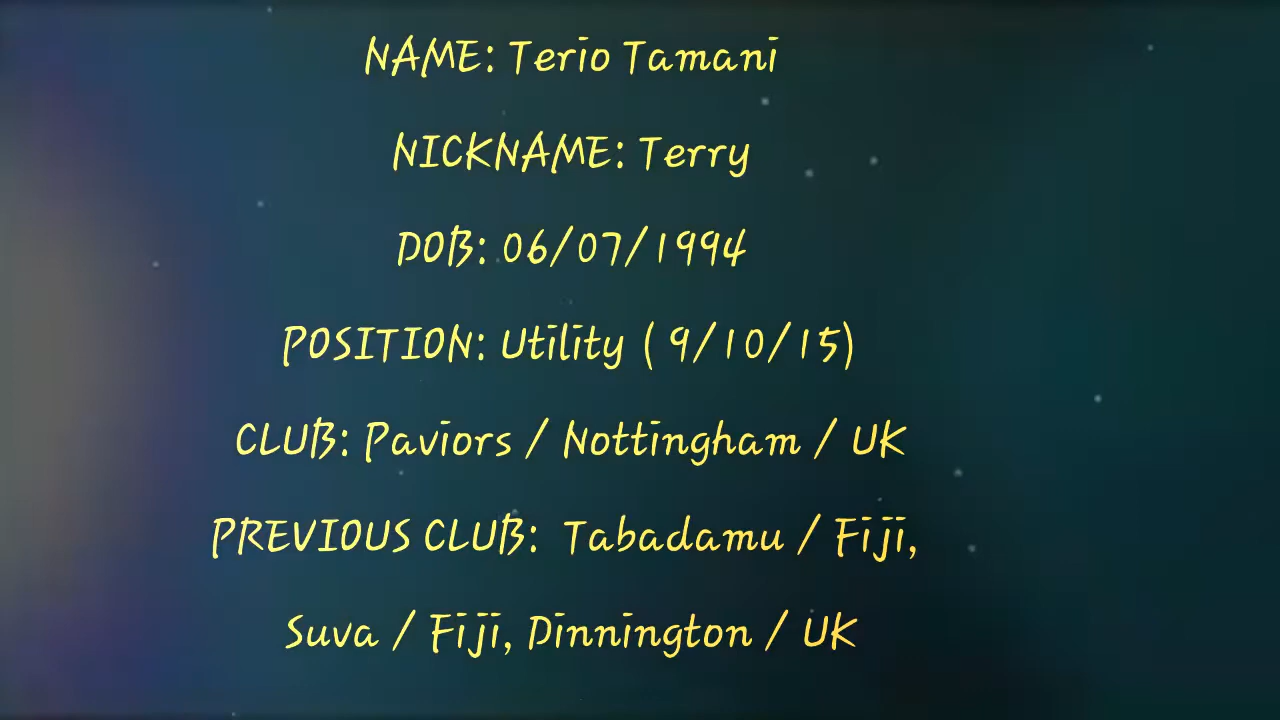 NAME: Terio Tamani
NICKNAME: Terry
DOB: 06/07/1994
POSITION: Utility ( 9/10/15)
CLUB: Paviors / Nottingham / UK
PREVIOUS CLUB:  Tabadamu / Fiji,
Suva / Fiji, Dinnington / UK